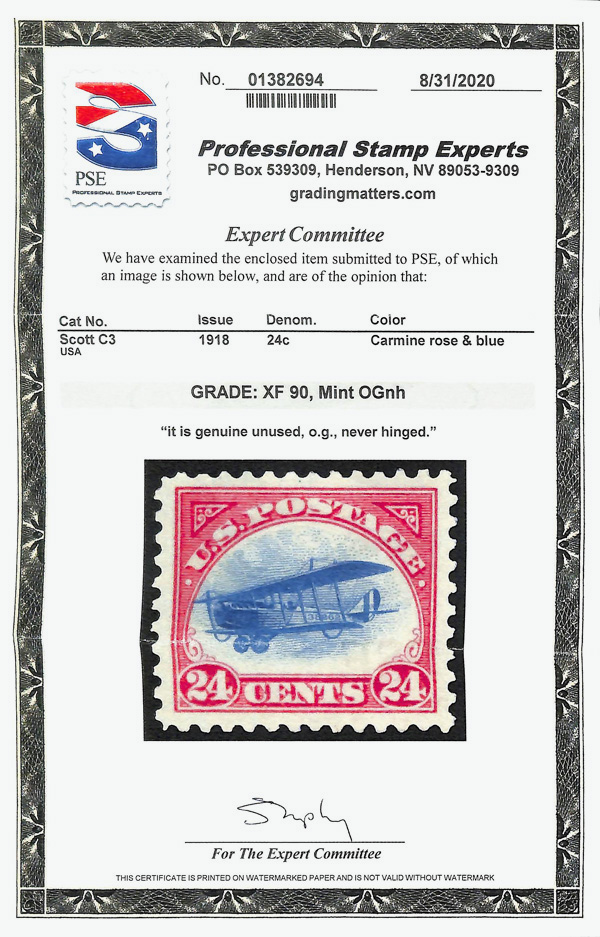 No. 01382694 8/31/2020
PSE
PROFESSIONAL STAMP EXPERTS
Professional Stamp Experts
PO Box 539309, Henderson, NV 89053-9309
gradingmatters.com
Expert Committee
We have examined the enclosed item submitted to PSE, of which
an image is shown below, and are of the opinion that:
Cat No. Issue Denom. Color
Scott C3 1918 24c Carmine rose & blue
USA
GRADE: XF 90, Mint OGnh
“it is genuine unused, o.g., never hinged.”
U.S. POSTAGE
24 CENTS 24
For The Expert Committee
THIS CERTIFICATE IS PRINTED ON WATERMARKED PAPER AND IS NOT VALID WITHOUT WATERMARK